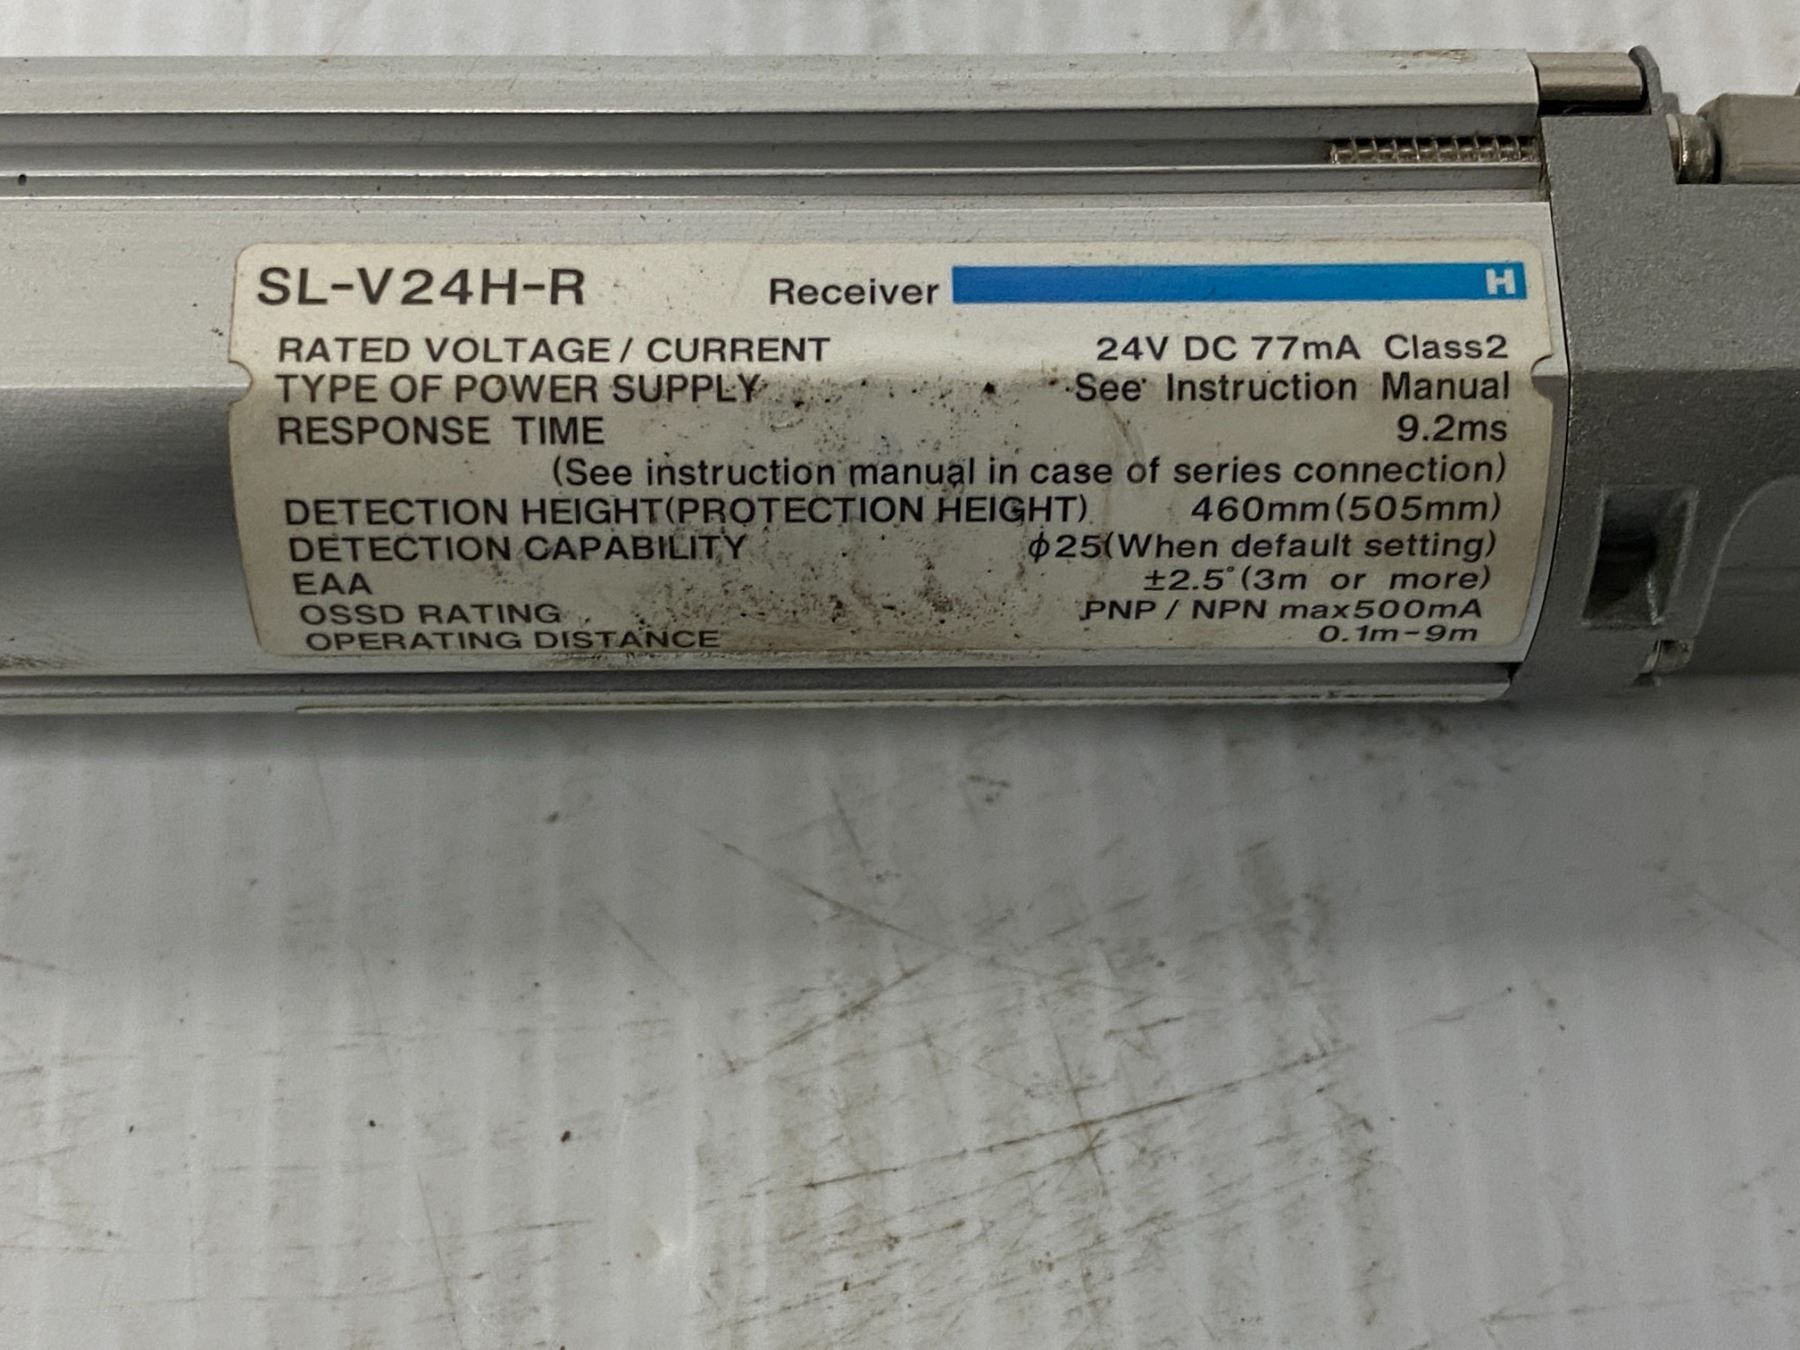 SL-V24H-R Receiver H
RATED VOLTAGE / CURRENT 24V DC 77mA Class2
TYPE OF POWER SUPPLY See Instruction Manual
RESPONSE TIME 9.2ms
(See instruction manual in case of series connection)
DETECTION HEIGHT(PROTECTION HEIGHT) 460mm(505mm)
DETECTION CAPABILITY ϕ25(When default setting)
EAA ±2.5°(3m or more)
OSSD RATING PNP / NPN max500mA
OPERATING DISTANCE 0.1m-9m